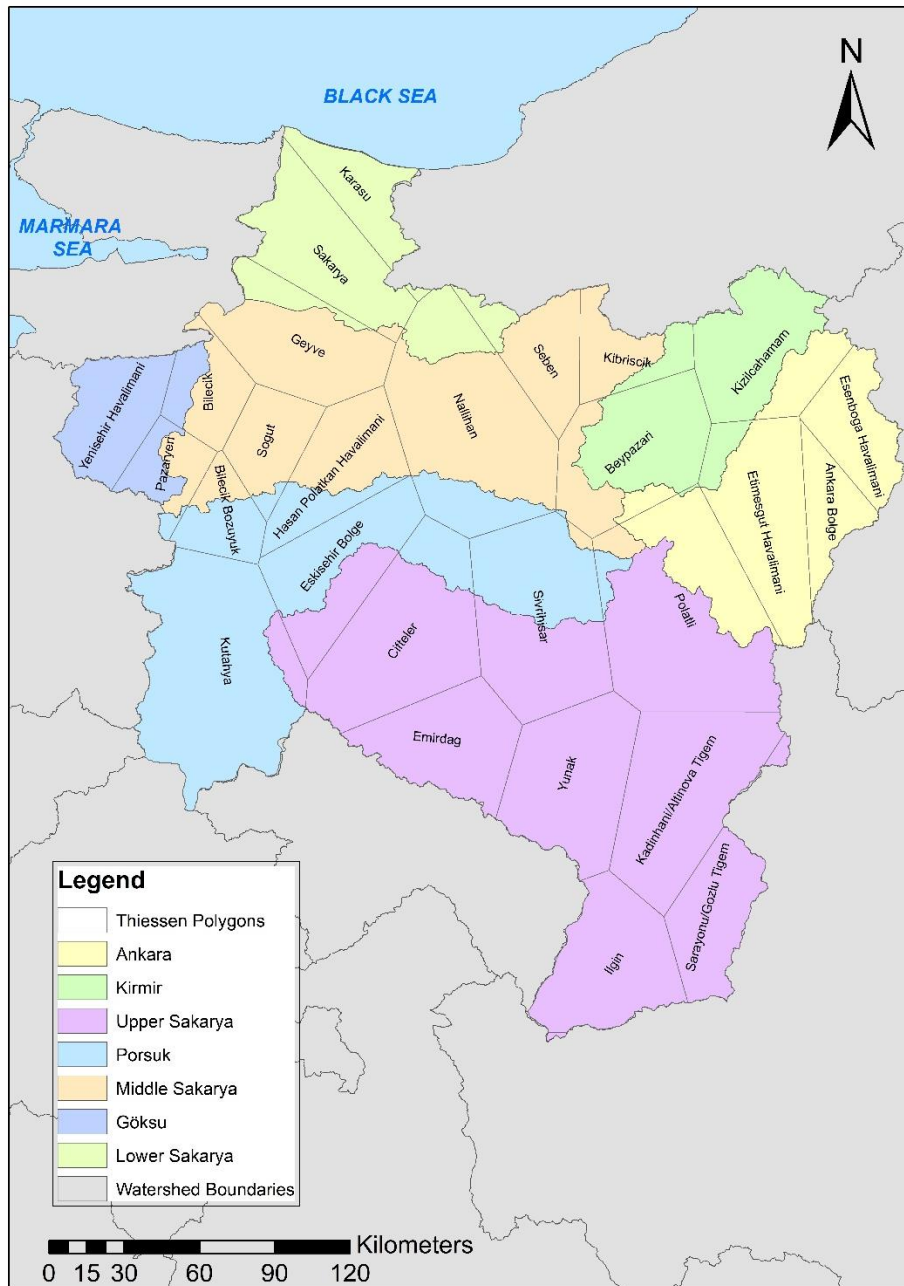 BLACK SEA
N
MARMARA
SEA
Karasu
Sakarya
Geyve
Seben
Kibriscik
Kizilcahamam
Yenisehir Havalimani
Bilecik
Nallihan
Esenboga Havalimani
Sogut
Beypazari
Pazaryeri
Hasan Polatkan Havalimani
Bilecik Bozuyuk
Etimesgut Havalimani
Ankara Bolge
Eskisehir Bolge
Sivrihisar
Polatli
Cifteler
Kutahya
Emirdag
Yunak
Kadinhani/Altinova Tigem
Sarayonu/Gozlu Tigem
Ilgin
Legend
Thiessen Polygons
Ankara
Kirmir
Upper Sakarya
Porsuk
Middle Sakarya
Göksu
Lower Sakarya
Watershed Boundaries
Kilometers
0 15 30 60 90 120